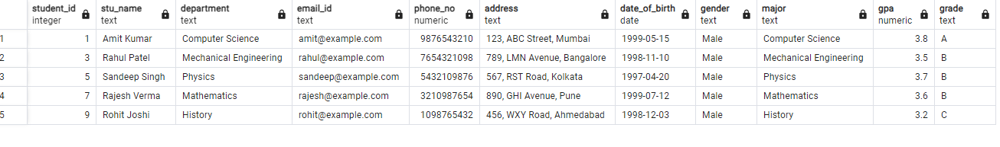 student_id stu_name department email_id phone_no address date_of_birth gender major gpa grade
integer text text text numeric text date text text numeric text
1 1 Amit Kumar Computer Science amit@example.com 9876543210 123, ABC Street, Mumbai 1999-05-15 Male Computer Science 3.8 A
2 3 Rahul Patel Mechanical Engineering rahul@example.com 7654321098 789, LMN Avenue, Bangalore 1998-11-10 Male Mechanical Engineering 3.5 B
3 5 Sandeep Singh Physics sandeep@example.com 5432109876 567, RST Road, Kolkata 1997-04-20 Male Physics 3.7 B
4 7 Rajesh Verma Mathematics rajesh@example.com 3210987654 890, GHI Avenue, Pune 1999-07-12 Male Mathematics 3.6 B
5 9 Rohit Joshi History rohit@example.com 1098765432 456, WXY Road, Ahmedabad 1998-12-03 Male History 3.2 C